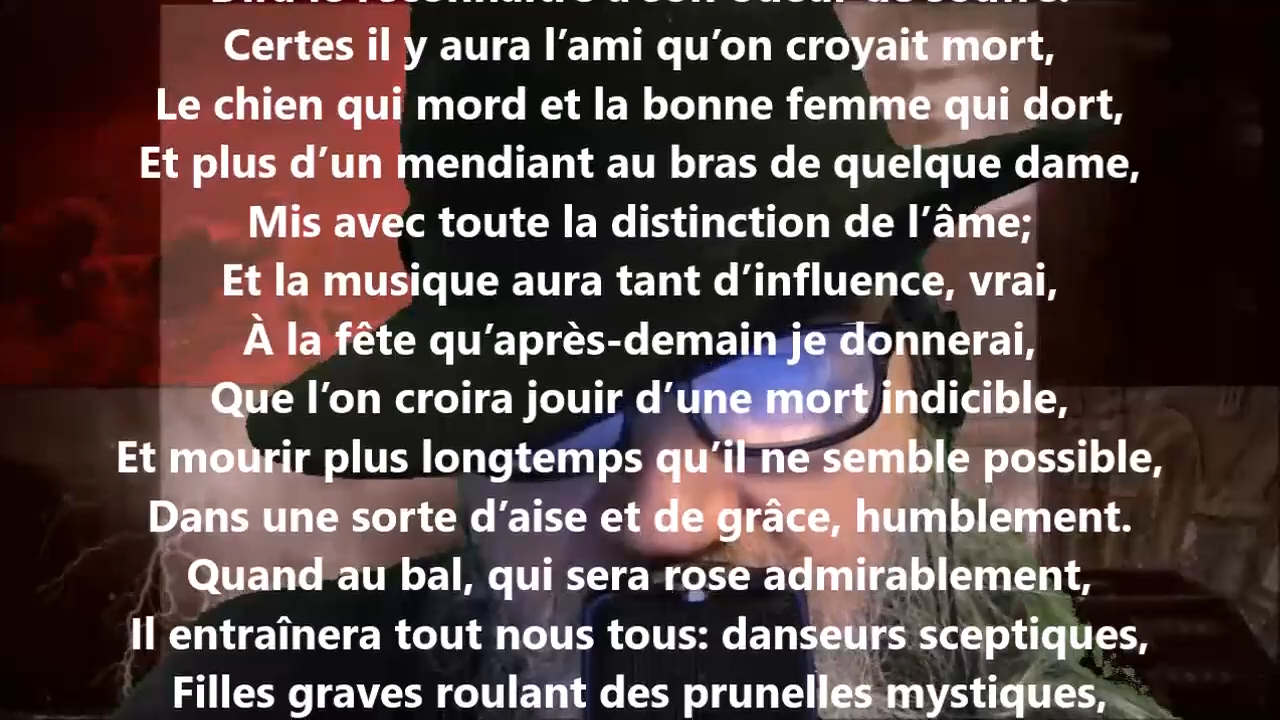 Certes il y aura l’ami qu’on croyait mort,
Le chien qui mord et la bonne femme qui dort,
Et plus d’un mendiant au bras de quelque dame,
Mis avec toute la distinction de l’âme;
Et la musique aura tant d’influence, vrai,
À la fête qu’après-demain je donnerai,
Que l’on croira jouir d’une mort indicible,
Et mourir plus longtemps qu’il ne semble possible,
Dans une sorte d’aise et de grâce, humblement.
Quand au bal, qui sera rose admirablement,
Il entraînera tout nous tous: danseurs sceptiques,
Filles graves roulant des prunelles mystiques,